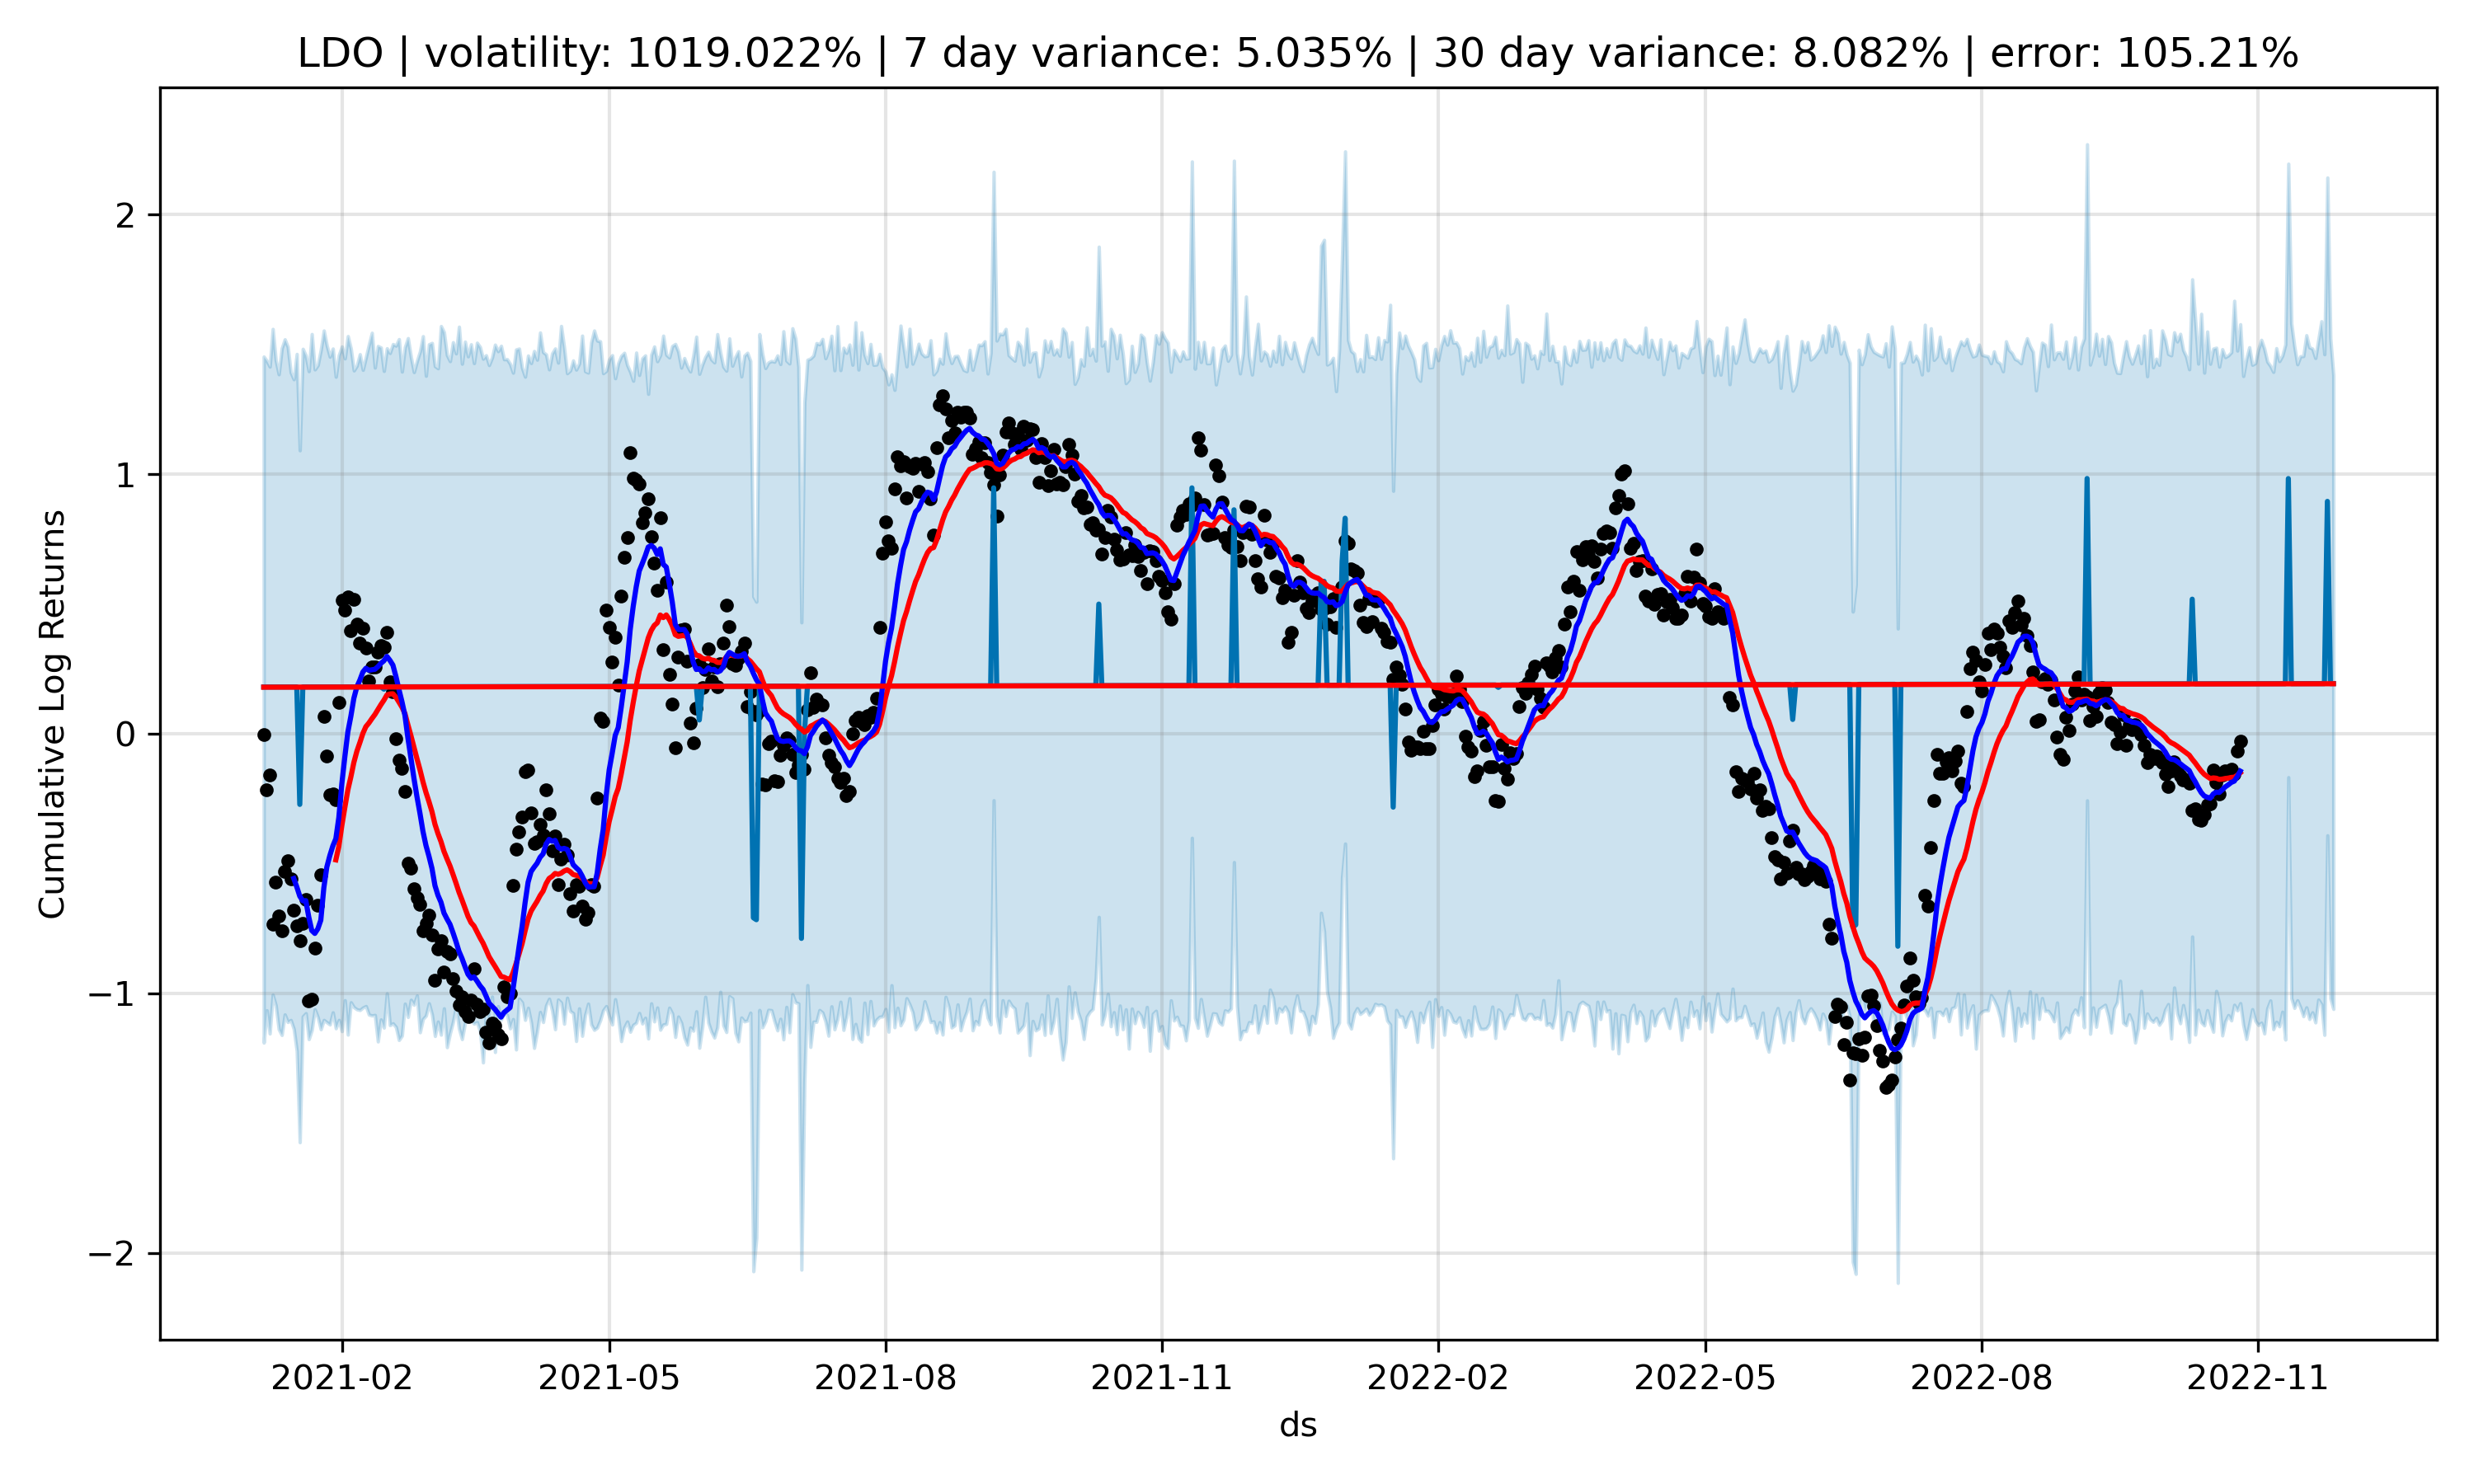 LDO | volatility: 1019.022% | 7 day variance: 5.035% | 30 day variance: 8.082% | error: 105.21%
Cumulative Log Returns
2
1
0
−1
−2
2021-02 2021-05 2021-08 2021-11 2022-02 2022-05 2022-08 2022-11
ds